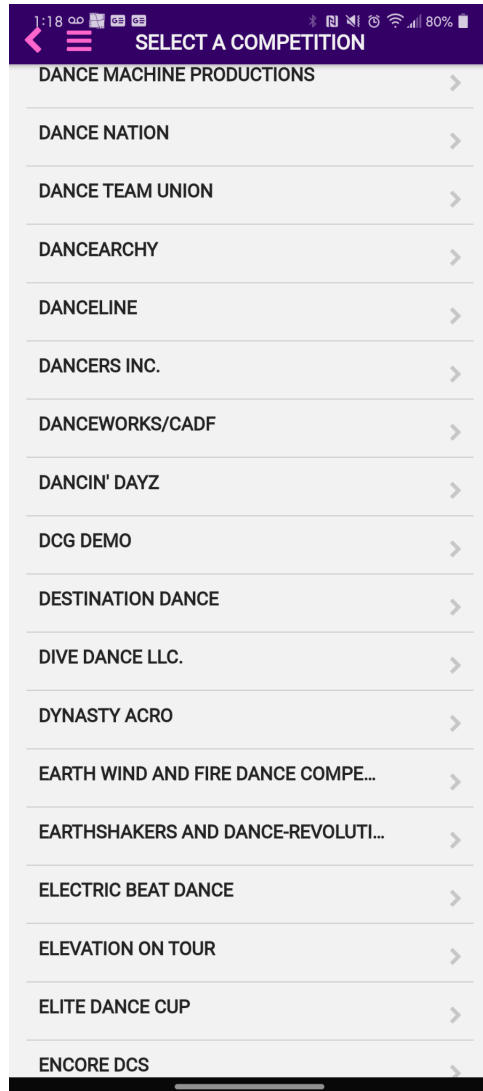 1:18
80%
SELECT A COMPETITION
DANCE MACHINE PRODUCTIONS
DANCE NATION
DANCE TEAM UNION
DANCEARCHY
DANCELINE
DANCERS INC.
DANCEWORKS/CADF
DANCIN' DAYZ
DCG DEMO
DESTINATION DANCE
DIVE DANCE LLC.
DYNASTY ACRO
EARTH WIND AND FIRE DANCE COMPE...
EARTHSHAKERS AND DANCE-REVOLUTI...
ELECTRIC BEAT DANCE
ELEVATION ON TOUR
ELITE DANCE CUP
ENCORE DCS